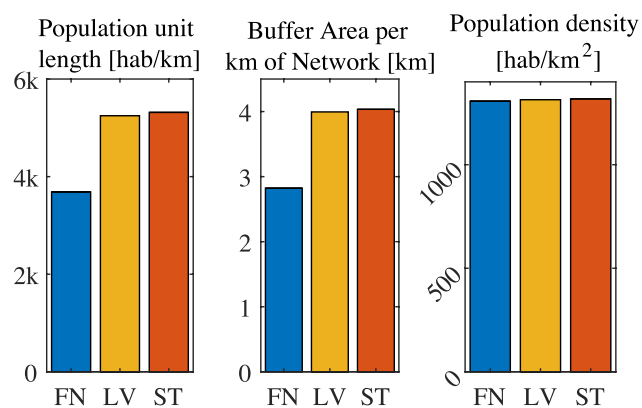 Population unit
length [hab/km]
6k
4k
2k
0
FN LV ST
Buffer Area per
km of Network [km]
4
3
2
1
0
FN LV ST
Population density
[hab/km²]
1000
500
0
FN LV ST